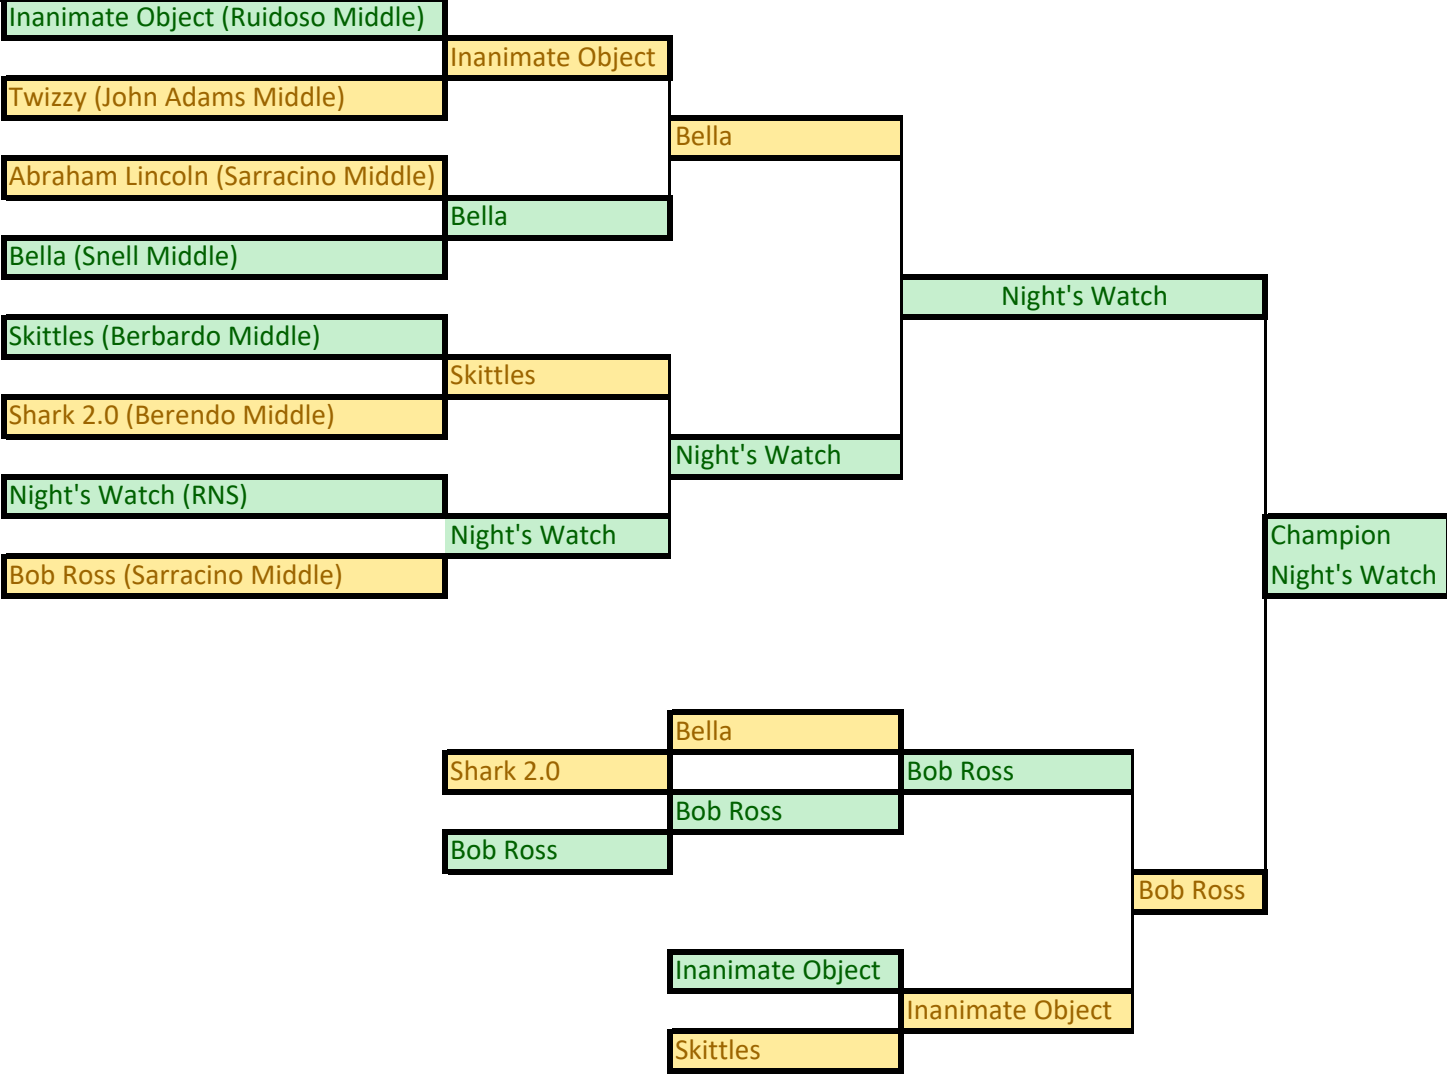 Inanimate Object (Ruidoso Middle)
Inanimate Object
Twizzy (John Adams Middle)
Bella
Abraham Lincoln (Sarracino Middle)
Bella
Bella (Snell Middle)
Night's Watch
Skittles (Berbardo Middle)
Skittles
Shark 2.0 (Berendo Middle)
Night's Watch
Night's Watch (RNS)
Night's Watch
Champion
Bob Ross (Sarracino Middle)
Night's Watch
Bella
Shark 2.0
Bob Ross
Bob Ross
Bob Ross
Bob Ross
Inanimate Object
Inanimate Object
Skittles